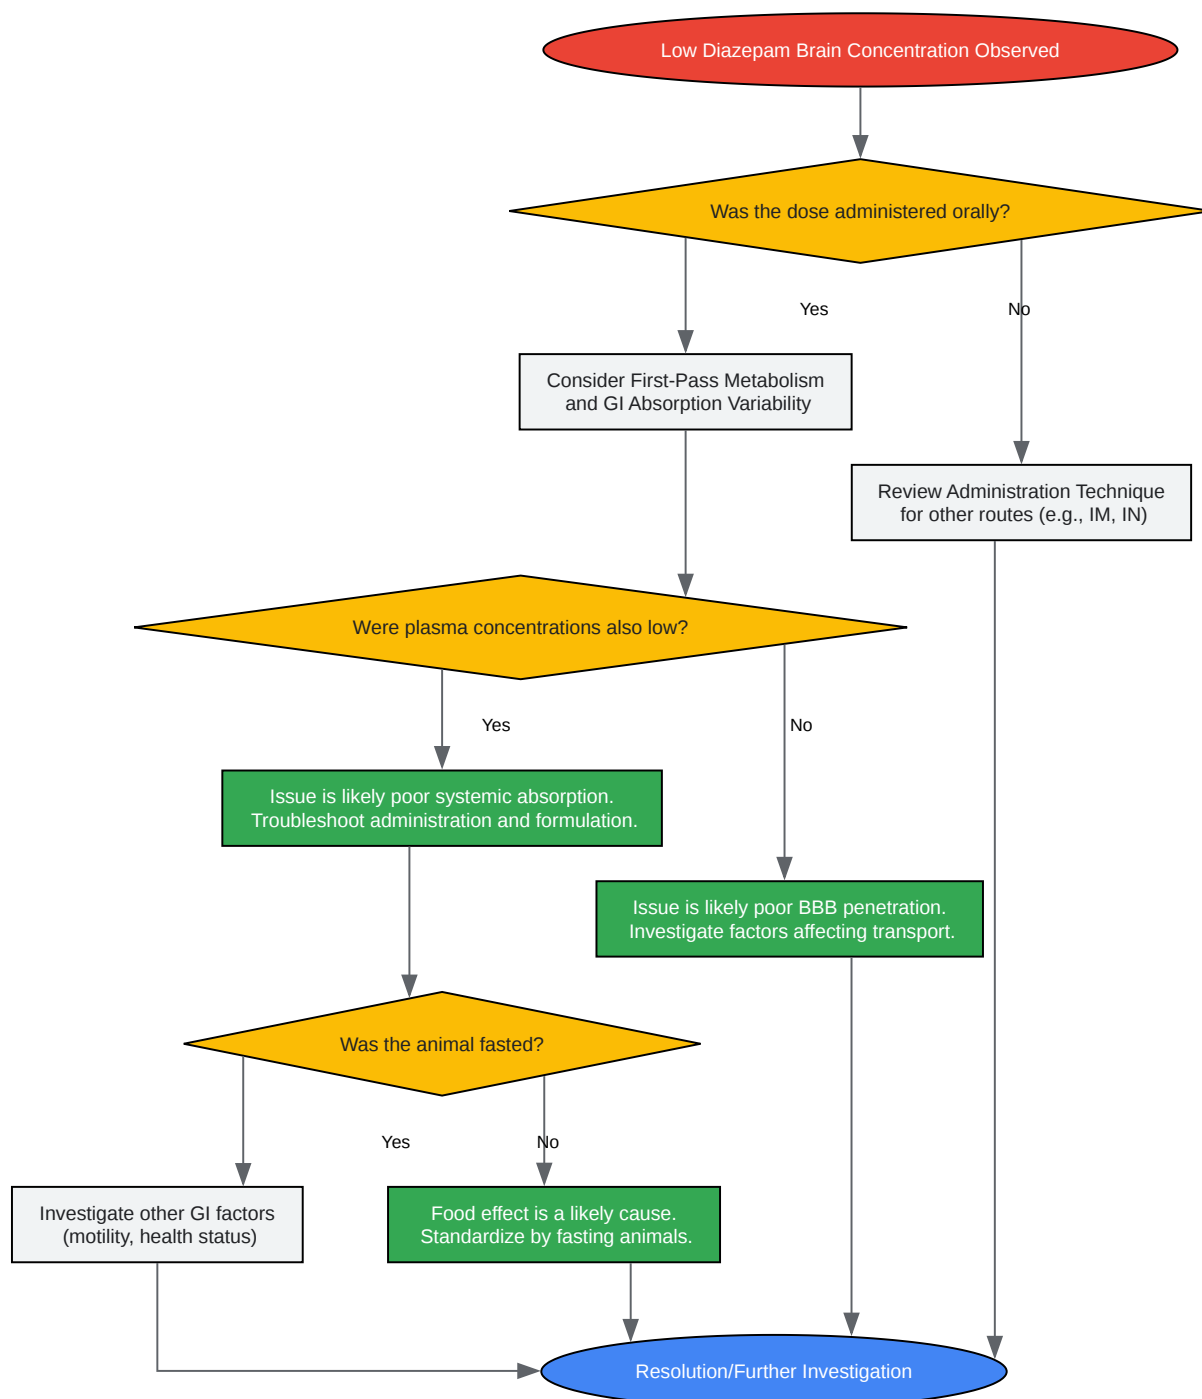 Low Diazepam Brain Concentration Observed
Was the dose administered orally?
Yes
No
Consider First-Pass Metabolism
and GI Absorption Variability
Review Administration Technique
for other routes (e.g., IM, IN)
Were plasma concentrations also low?
Yes
No
Issue is likely poor systemic absorption.
Troubleshoot administration and formulation.
Issue is likely poor BBB penetration.
Investigate factors affecting transport.
Was the animal fasted?
Yes
No
Investigate other GI factors
(motility, health status)
Food effect is a likely cause.
Standardize by fasting animals.
Resolution/Further Investigation